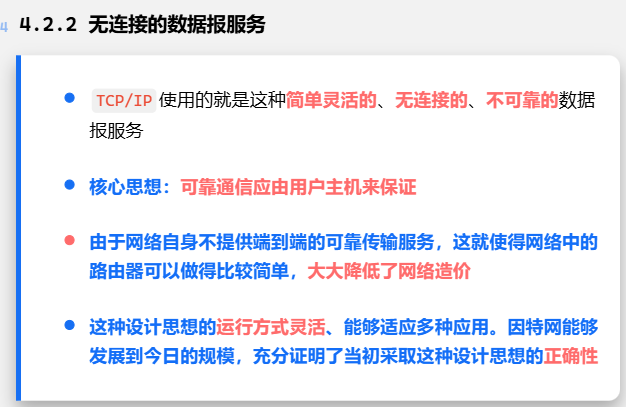 4
4.2.2 无连接的数据报服务
TCP/IP 使用的就是这种简单灵活的、无连接的、不可靠的数据
报服务
核心思想：可靠通信应由用户主机来保证
由于网络自身不提供端到端的可靠传输服务，这就使得网络中的
路由器可以做得比较简单，大大降低了网络造价
这种设计思想的运行方式灵活、能够适应多种应用。因特网能够
发展到今日的规模，充分证明了当初采取这种设计思想的正确性